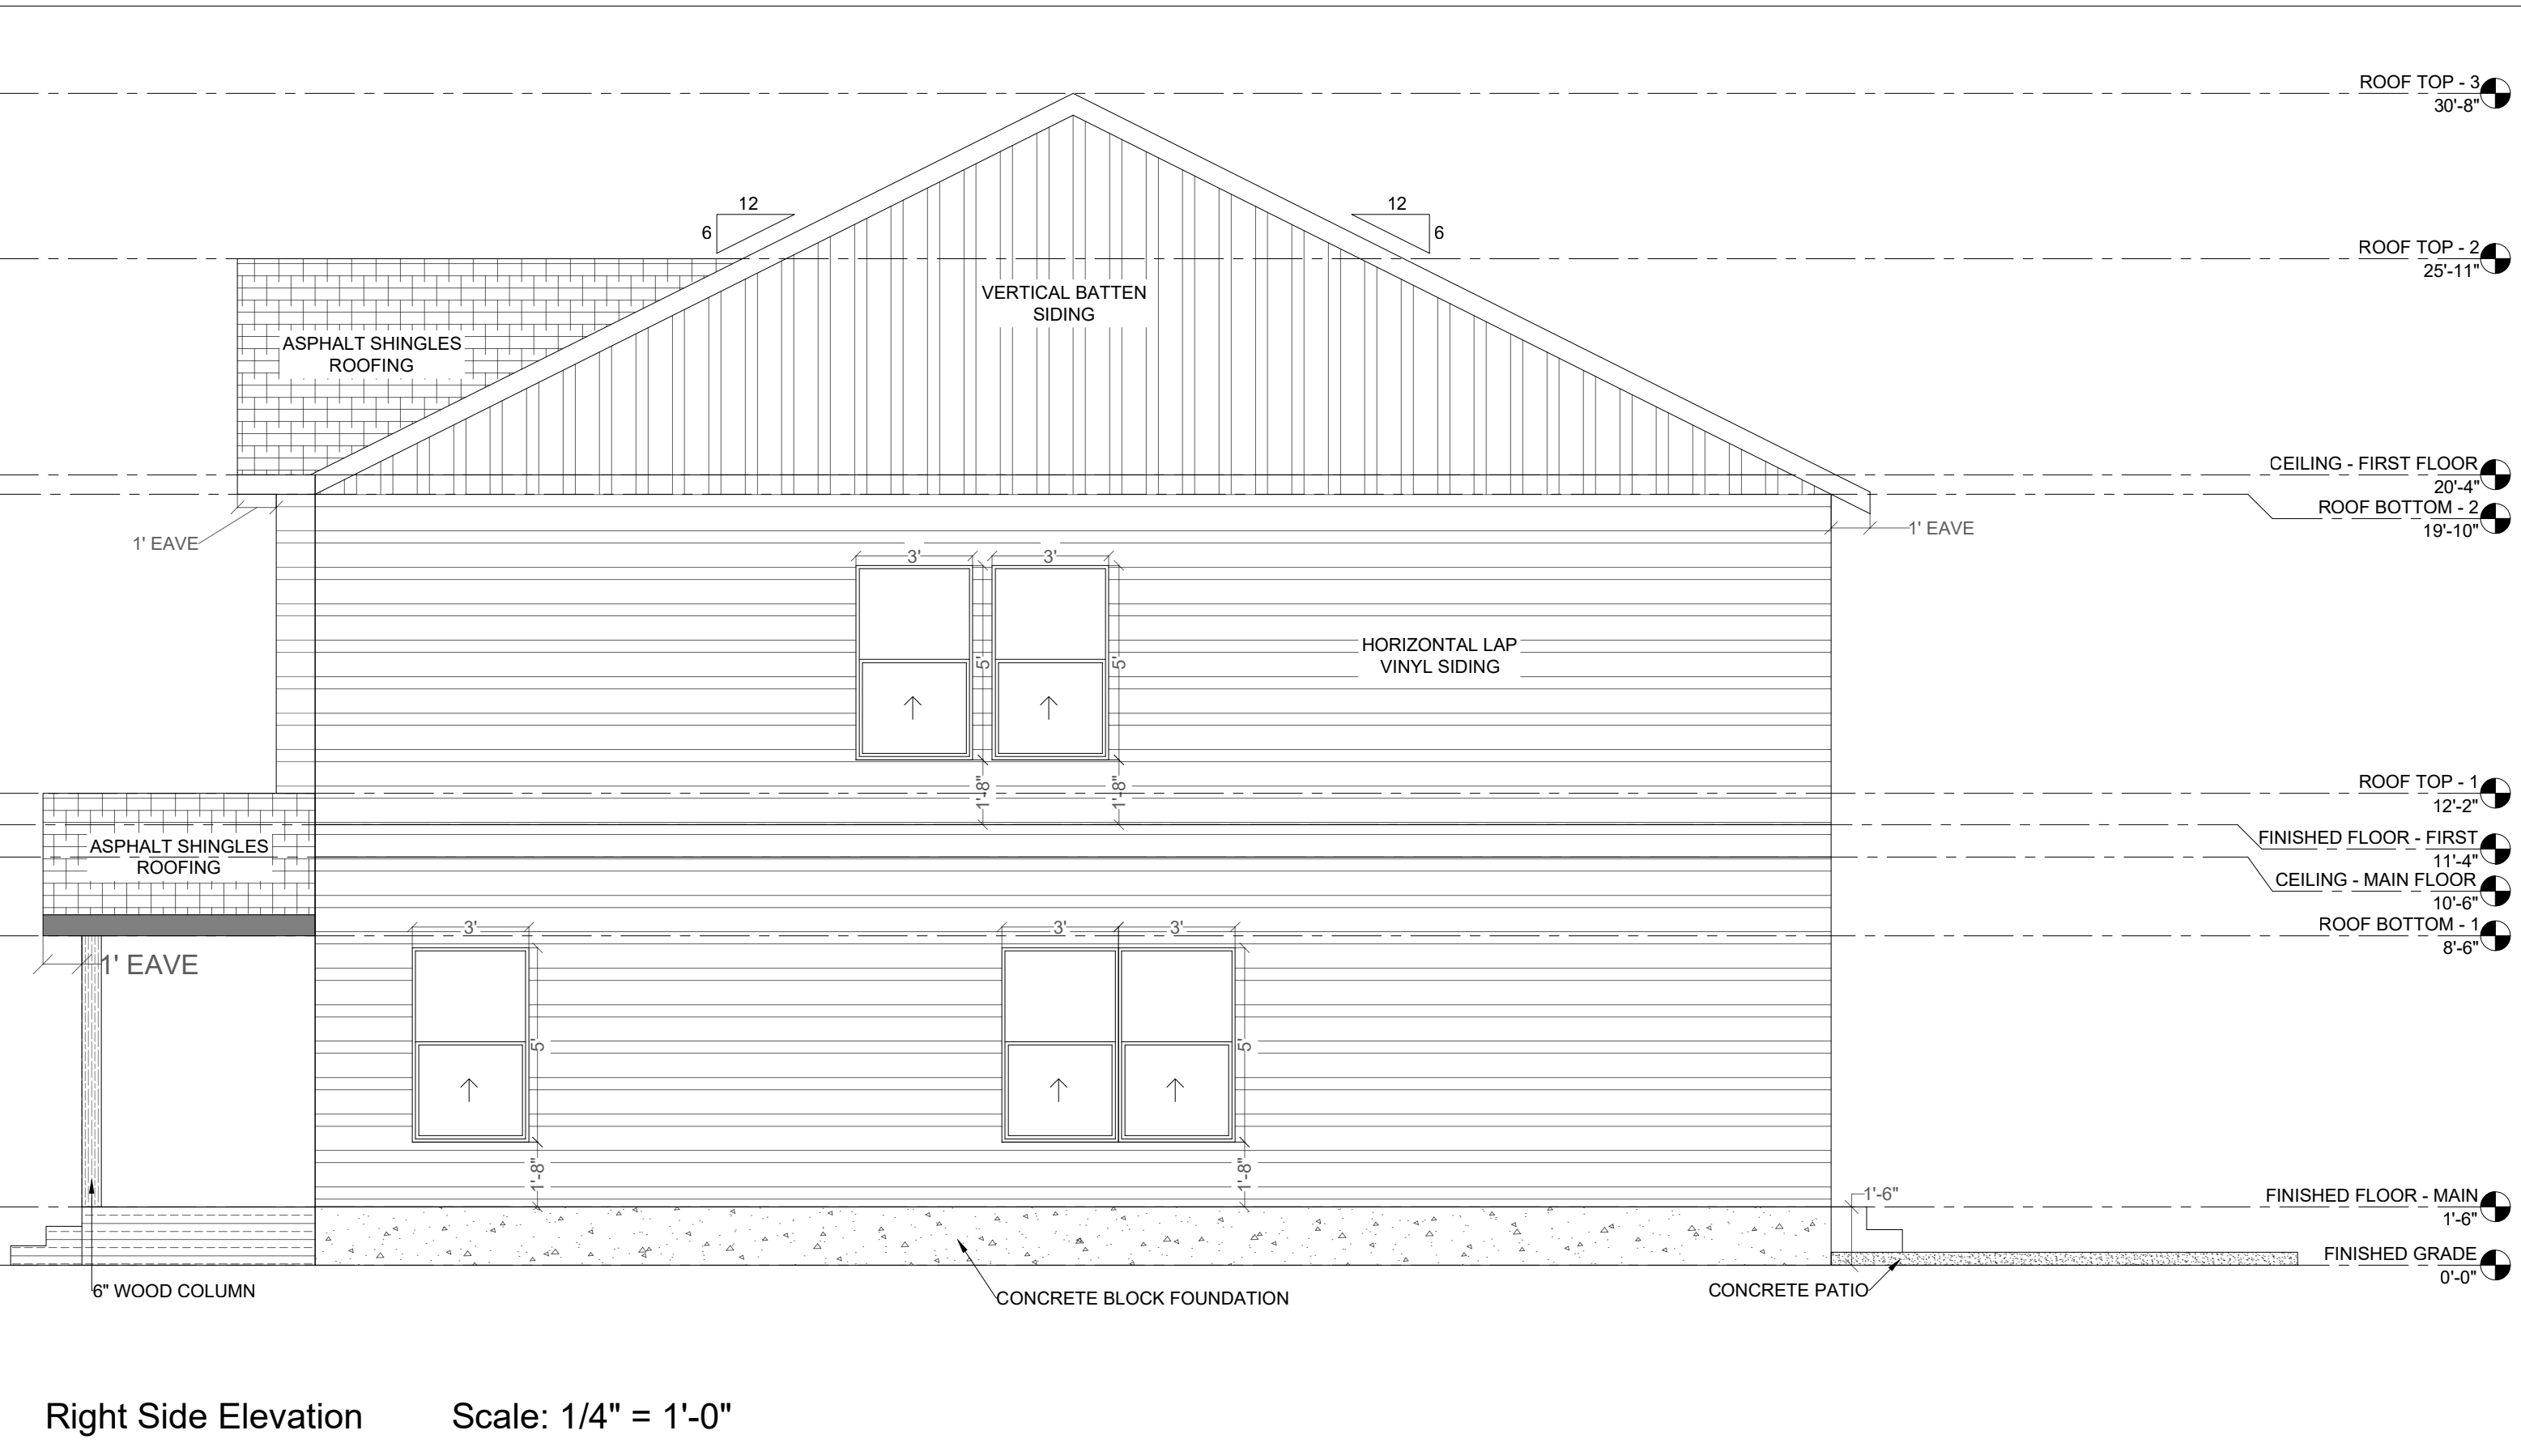 ROOF TOP - 3
30'-8"
12
6
12
6
ROOF TOP - 2
25'-11"
VERTICAL BATTEN
SIDING
ASPHALT SHINGLES
ROOFING
CEILING - FIRST FLOOR
20'-4"
ROOF BOTTOM - 2
19'-10"
1' EAVE
1' EAVE
3'
3'
HORIZONTAL LAP
VINYL SIDING
5'
5'
1'-8"
1'-8"
ROOF TOP - 1
12'-2"
FINISHED FLOOR - FIRST
11'-4"
ASPHALT SHINGLES
ROOFING
CEILING - MAIN FLOOR
10'-6"
ROOF BOTTOM - 1
8'-6"
3'
3'
3'
1' EAVE
5'
5'
1'-8"
1'-8"
1'-6"
FINISHED FLOOR - MAIN
1'-6"
FINISHED GRADE
0'-0"
6" WOOD COLUMN
CONCRETE BLOCK FOUNDATION
CONCRETE PATIO
Right Side Elevation Scale: 1/4" = 1'-0"